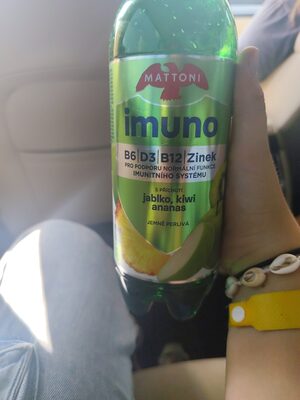 MATTONI
imuno
B6|D3|B12|Zinek
PRO PODPORU NORMÁLNÍ FUNKCE
IMUNITNÍHO SYSTÉMU
S PŘÍCHUTÍ
jablko, kiwi
ananas
JEMNĚ PERLIVÁ